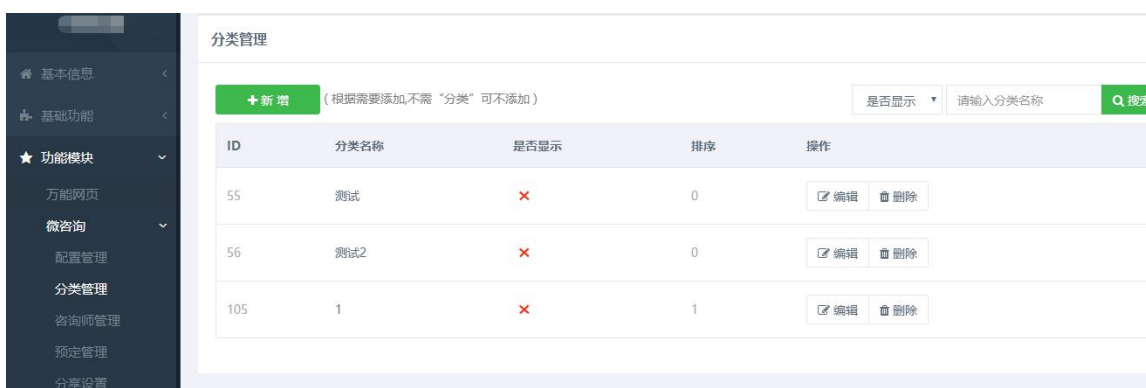 分类管理
基本信息
基础功能
功能模块
万能网页
微咨询
配置管理
分类管理
咨询师管理
预定管理
分享设置
+新增 (根据需要添加,不需“分类”可不添加) 是否显示 请输入分类名称 搜索
ID 分类名称 是否显示 排序 操作
55 测试 0 编辑 删除
56 测试2 0 编辑 删除
105 1 1 编辑 删除